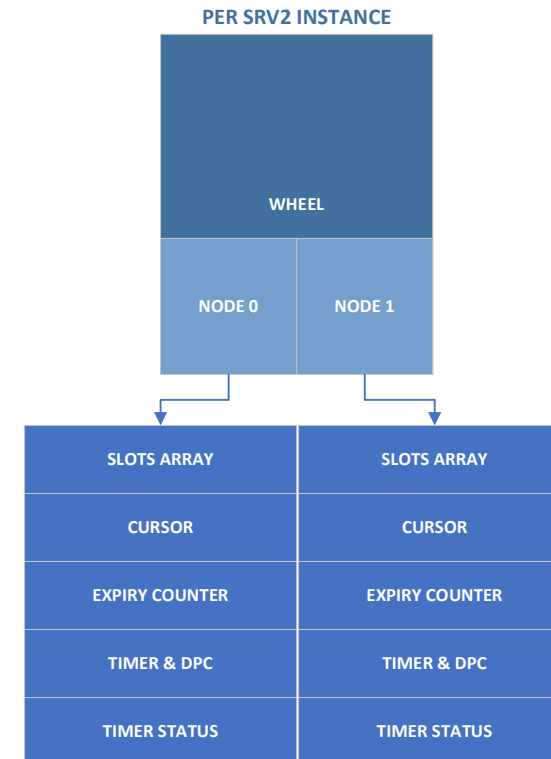 PER SRV2 INSTANCE
WHEEL
NODE 0
NODE 1
SLOTS ARRAY
SLOTS ARRAY
CURSOR
CURSOR
EXPIRY COUNTER
EXPIRY COUNTER
TIMER & DPC
TIMER & DPC
TIMER STATUS
TIMER STATUS